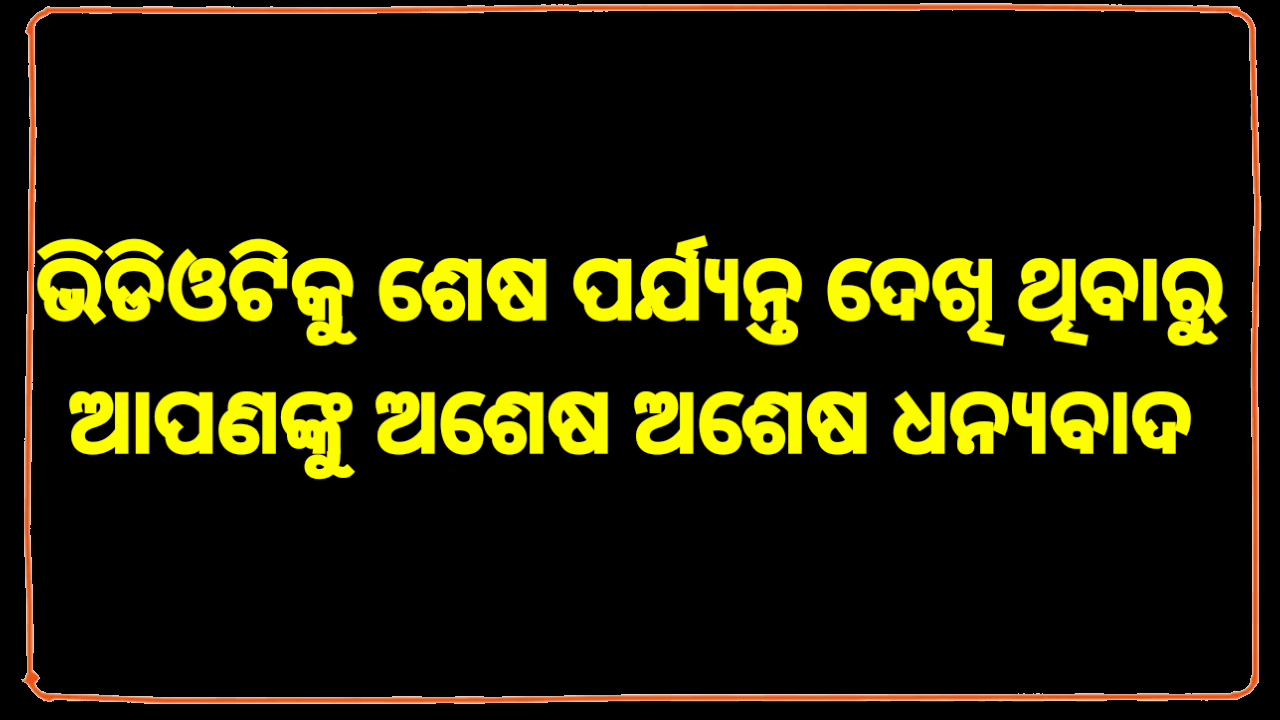 ଭିଡିଓଟିକୁ ଶେଷ ପର୍ଯ୍ୟନ୍ତ ଦେଖି ଥିବାରୁ
ଆପଣଙ୍କୁ ଅଶେଷ ଅଶେଷ ଧନ୍ୟବାଦ